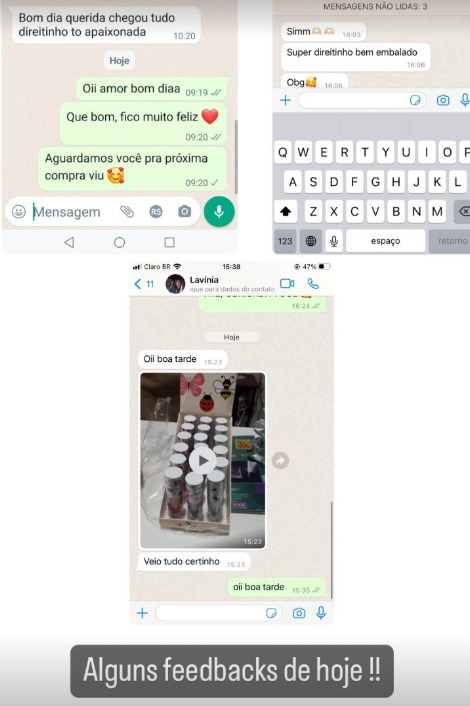 Bom dia querida chegou tudo
direitinho to apaixonada
10:20
Hoje
Oii amor bom diaa 09:19
Que bom, fico muito feliz ❤️
09:20
Aguardamos você pra próxima
compra viu 🥰
09:20
Mensagem
R$
MENSAGENS NÃO LIDAS: 3
Simm🫶🏻🫶🏻 16:03
Super direitinho bem embalado
16:06
Obg🥰 16:06
Q W E R T Y U I O P
A S D F G H J K L
Z X C V B N M
123 espaço retorno
Claro BR 15:38 47%
11 Lavínia
oque para dados do contato
16:24
Hoje
Oii boa tarde 15:23
15:23
Veio tudo certinho 15:23
oii boa tarde 15:35
Alguns feedbacks de hoje !!